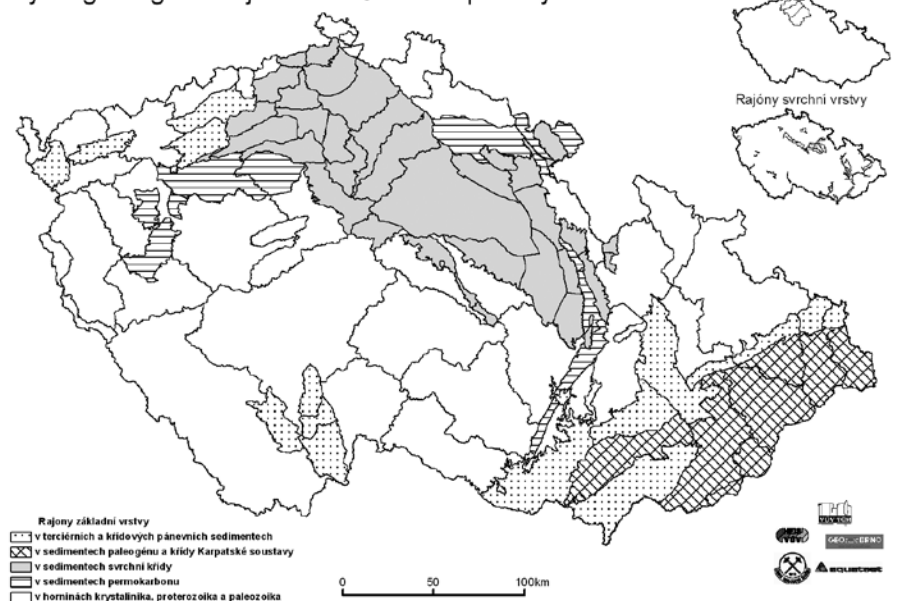 Rajóny svrchní vrstvy
Rajony základní vrstvy
v terciérních a křídových pánevních sedimentech
v sedimentech paleogénu a křídy Karpatské soustavy
v sedimentech svrchní křídy
v sedimentech permokarbonu
v horninách krystalinika, proterozoika a paleozoika
0 50 100km
aquatest